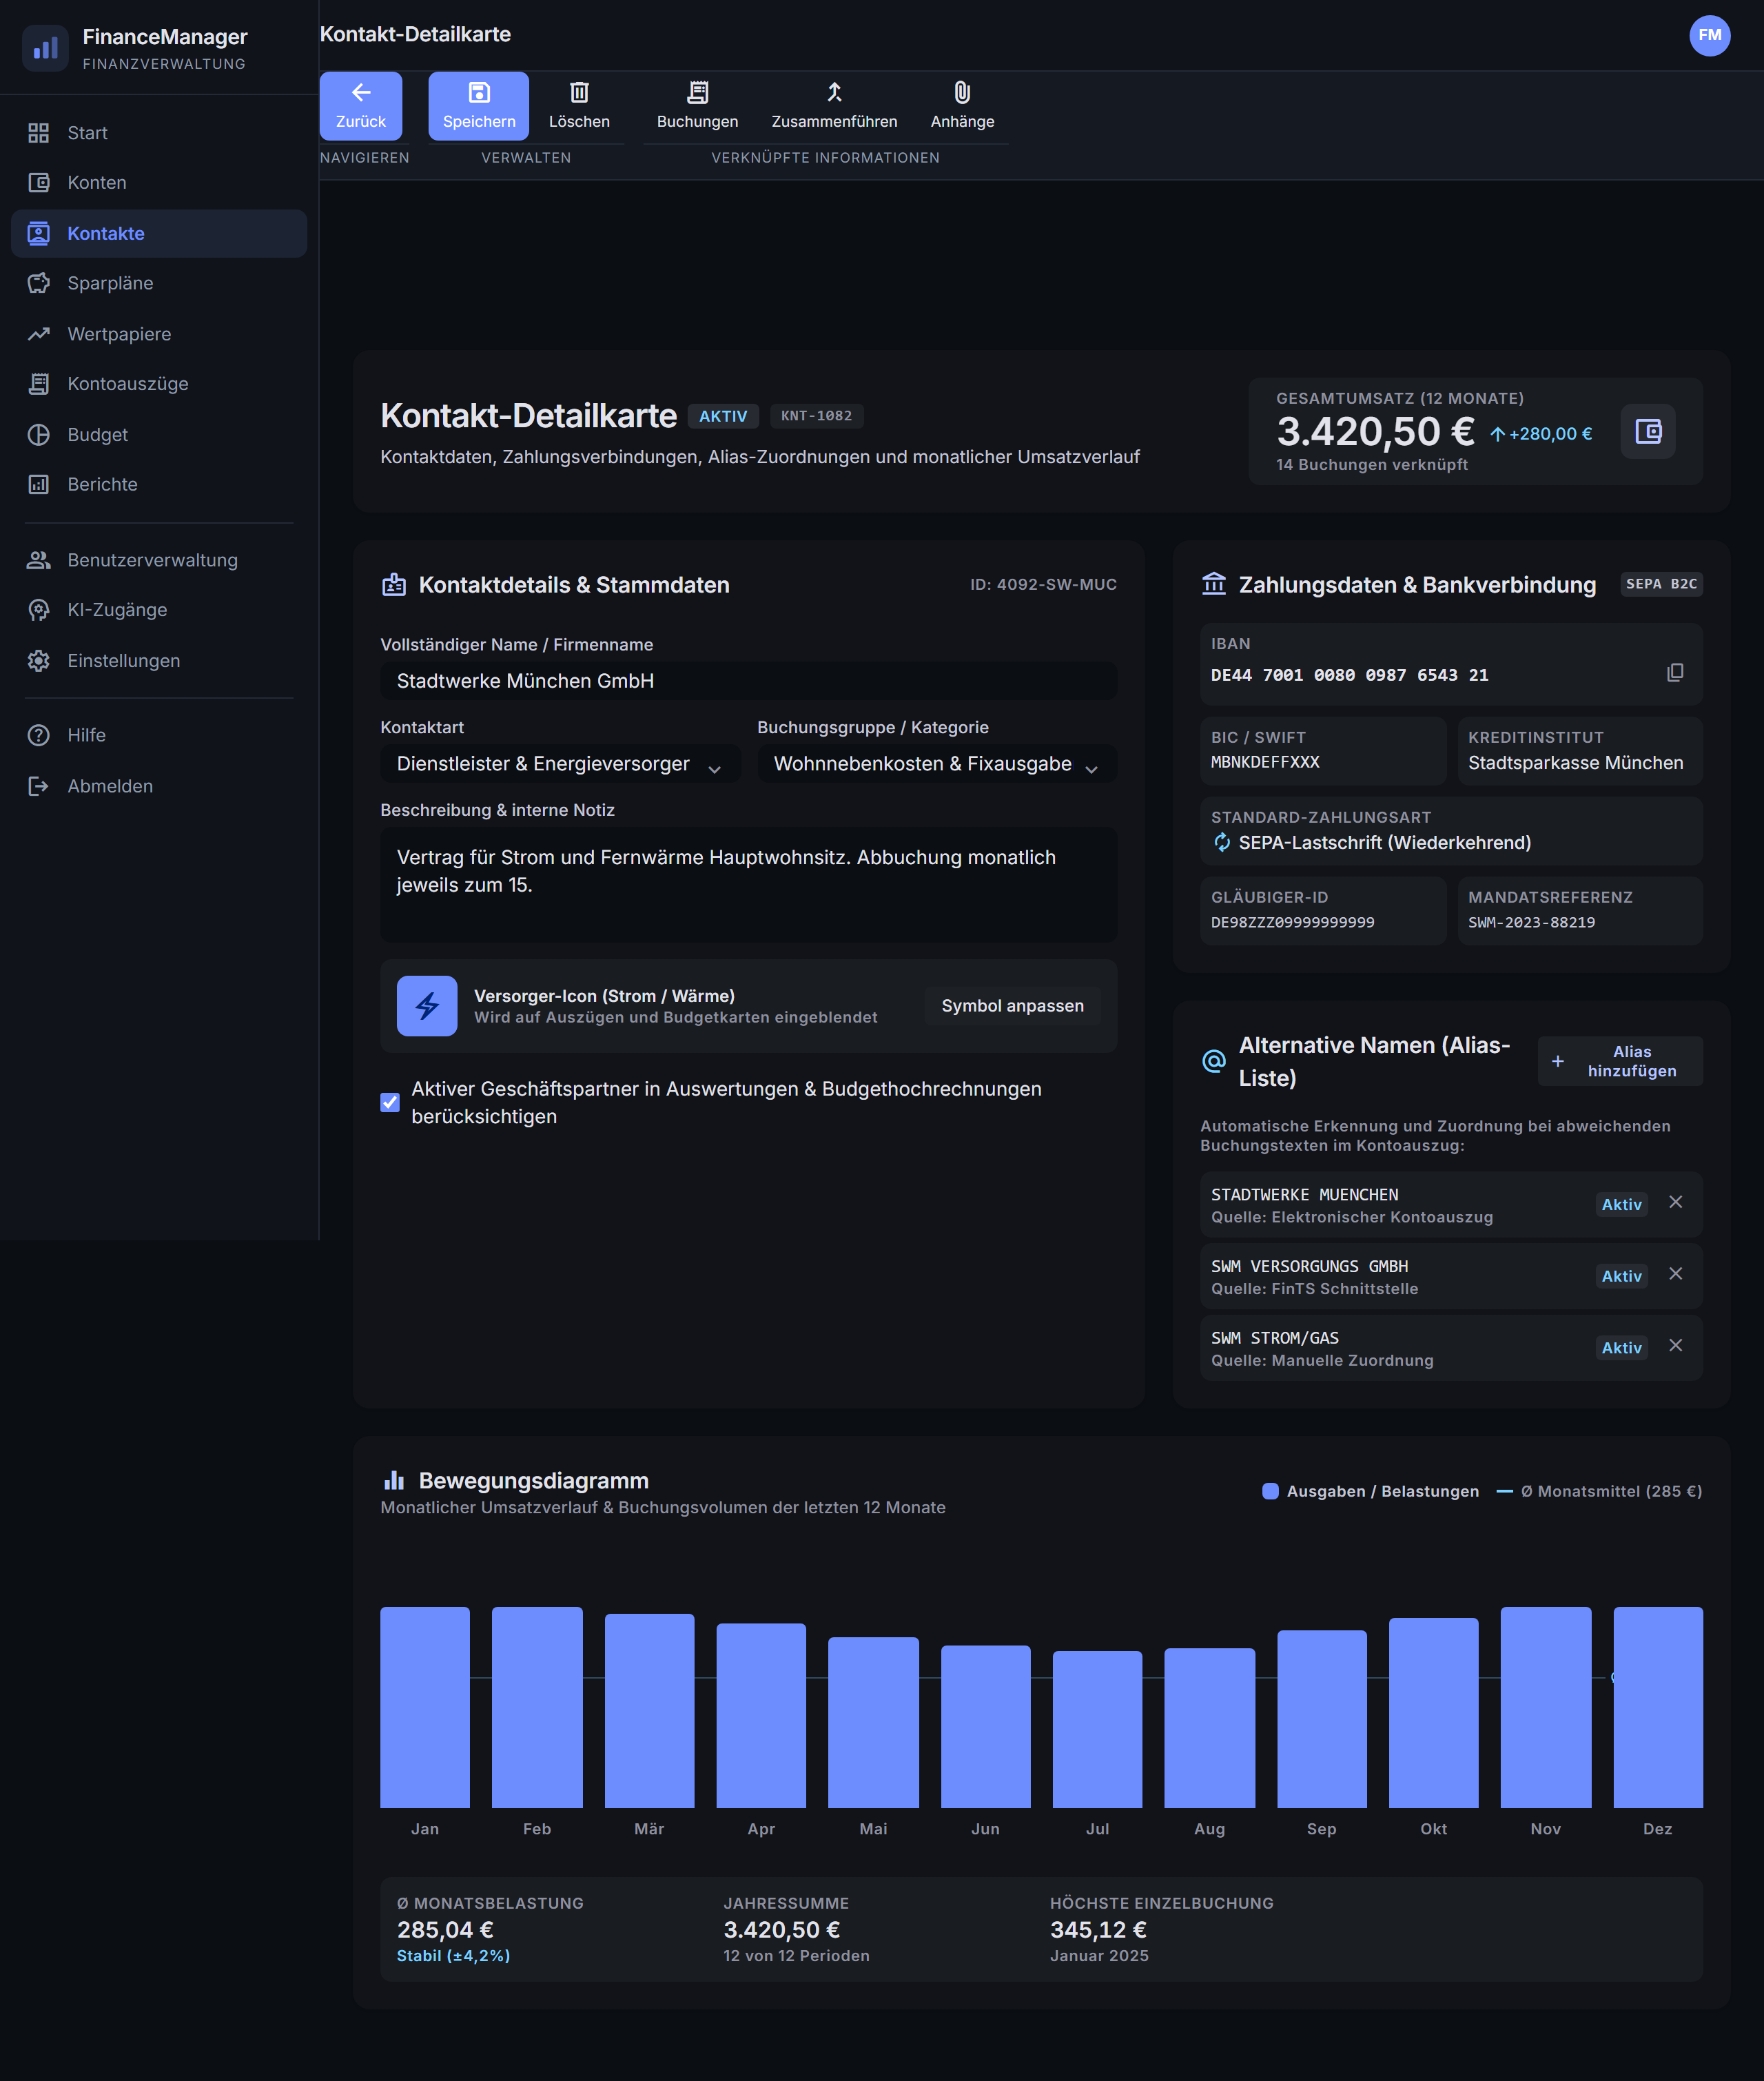 FinanceManager
FINANZVERWALTUNG
Start
Konten
Kontakte
Sparpläne
Wertpapiere
Kontoauszüge
Budget
Berichte
Benutzerverwaltung
KI-Zugänge
Einstellungen
Hilfe
Abmelden
Kontakt-Detailkarte
FM
Zurück
Speichern
Löschen
Buchungen
Zusammenführen
Anhänge
NAVIGIEREN
VERWALTEN
VERKNÜPFTE INFORMATIONEN
Kontakt-Detailkarte AKTIV KNT-1082
Kontaktdaten, Zahlungsverbindungen, Alias-Zuordnungen und monatlicher Umsatzverlauf
GESAMTUMSATZ (12 MONATE)
3.420,50 € +280,00 €
14 Buchungen verknüpft
Kontaktdetails & Stammdaten
ID: 4092-SW-MUC
Vollständiger Name / Firmenname
Stadtwerke München GmbH
Kontaktart
Dienstleister & Energieversorger
Buchungsgruppe / Kategorie
Wohnnebenkosten & Fixausgabe
Beschreibung & interne Notiz
Vertrag für Strom und Fernwärme Hauptwohnsitz. Abbuchung monatlich
jeweils zum 15.
Versorger-Icon (Strom / Wärme)
Wird auf Auszügen und Budgetkarten eingeblendet
Symbol anpassen
Aktiver Geschäftspartner in Auswertungen & Budgethochrechnungen
berücksichtigen
Zahlungsdaten & Bankverbindung
SEPA B2C
IBAN
DE44 7001 0080 0987 6543 21
BIC / SWIFT
MBNKDEFFXXX
KREDITINSTITUT
Stadtsparkasse München
STANDARD-ZAHLUNGSART
SEPA-Lastschrift (Wiederkehrend)
GLÄUBIGER-ID
DE98ZZZ09999999999
MANDATSREFERENZ
SWM-2023-88219
Alternative Namen (Alias-
Liste)
+ Alias
hinzufügen
Automatische Erkennung und Zuordnung bei abweichenden
Buchungstexten im Kontoauszug:
STADTWERKE MUENCHEN
Quelle: Elektronischer Kontoauszug
Aktiv
SWM VERSORGUNGS GMBH
Quelle: FinTS Schnittstelle
Aktiv
SWM STROM/GAS
Quelle: Manuelle Zuordnung
Aktiv
Bewegungsdiagramm
Monatlicher Umsatzverlauf & Buchungsvolumen der letzten 12 Monate
Ausgaben / Belastungen
Ø Monatsmittel (285 €)
Jan
Feb
Mär
Apr
Mai
Jun
Jul
Aug
Sep
Okt
Nov
Dez
Ø MONATSBELASTUNG
285,04 €
Stabil (±4,2%)
JAHRESSUMME
3.420,50 €
12 von 12 Perioden
HÖCHSTE EINZELBUCHUNG
345,12 €
Januar 2025